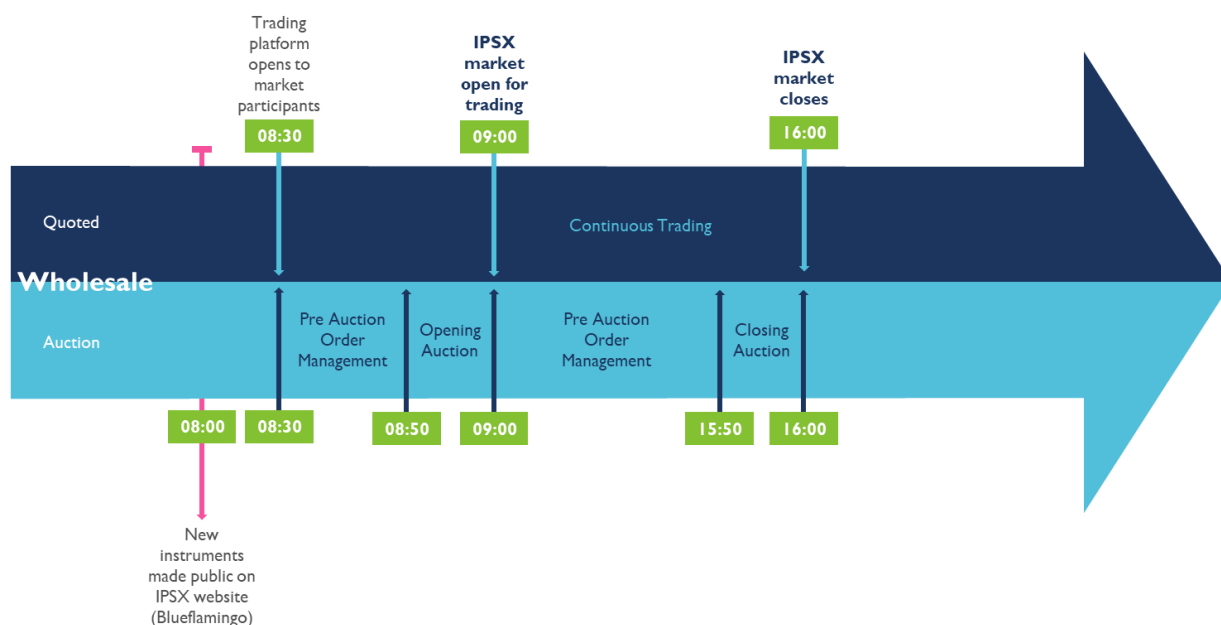 Trading
platform
opens to
market
participants
08:30
IPSX
market
open for
trading
09:00
IPSX
market
closes
16:00
Quoted
Continuous Trading
Wholesale
Auction
Pre Auction
Order
Management
Opening
Auction
Pre Auction
Order
Management
Closing
Auction
08:00
08:30
08:50
09:00
15:50
16:00
New
instruments
made public on
IPSX website
(Blueflamingo)